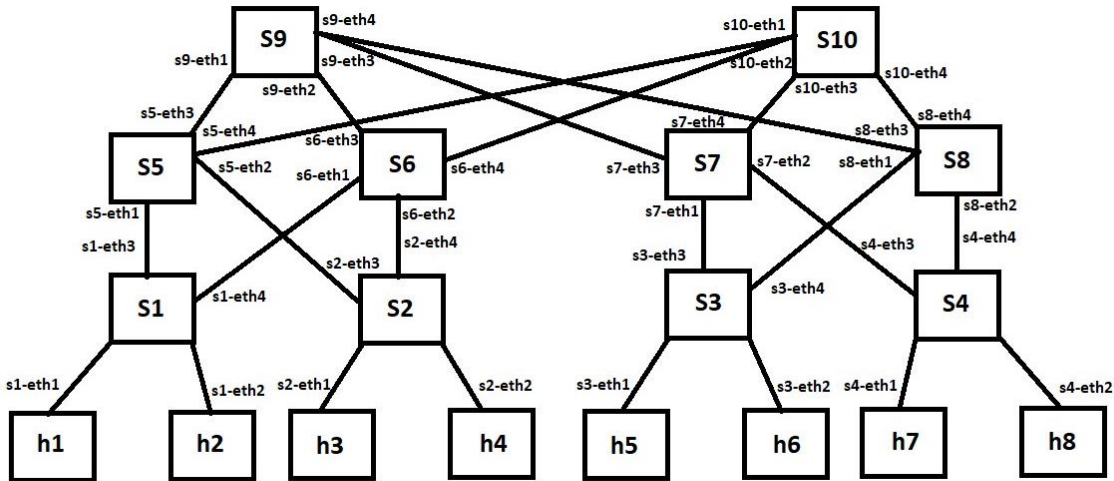 s9-eth4
S9
s10-eth1
S10
s9-eth1
s9-eth3
s10-eth2
s10-eth4
s9-eth2
s10-eth3
s5-eth3
s5-eth4
s6-eth3
s7-eth4
s8-eth4
s8-eth3
S5
s5-eth2
S6
s6-eth1
s6-eth4
s7-eth3
S7
s7-eth2
s8-eth1
S8
s5-eth1
s6-eth2
s7-eth1
s8-eth2
s1-eth3
s2-eth4
s4-eth3
s4-eth4
s2-eth3
s3-eth3
s1-eth4
s3-eth4
S1
S2
S3
S4
s1-eth1
s1-eth2
s2-eth1
s2-eth2
s3-eth1
s3-eth2
s4-eth1
s4-eth2
h1
h2
h3
h4
h5
h6
h7
h8